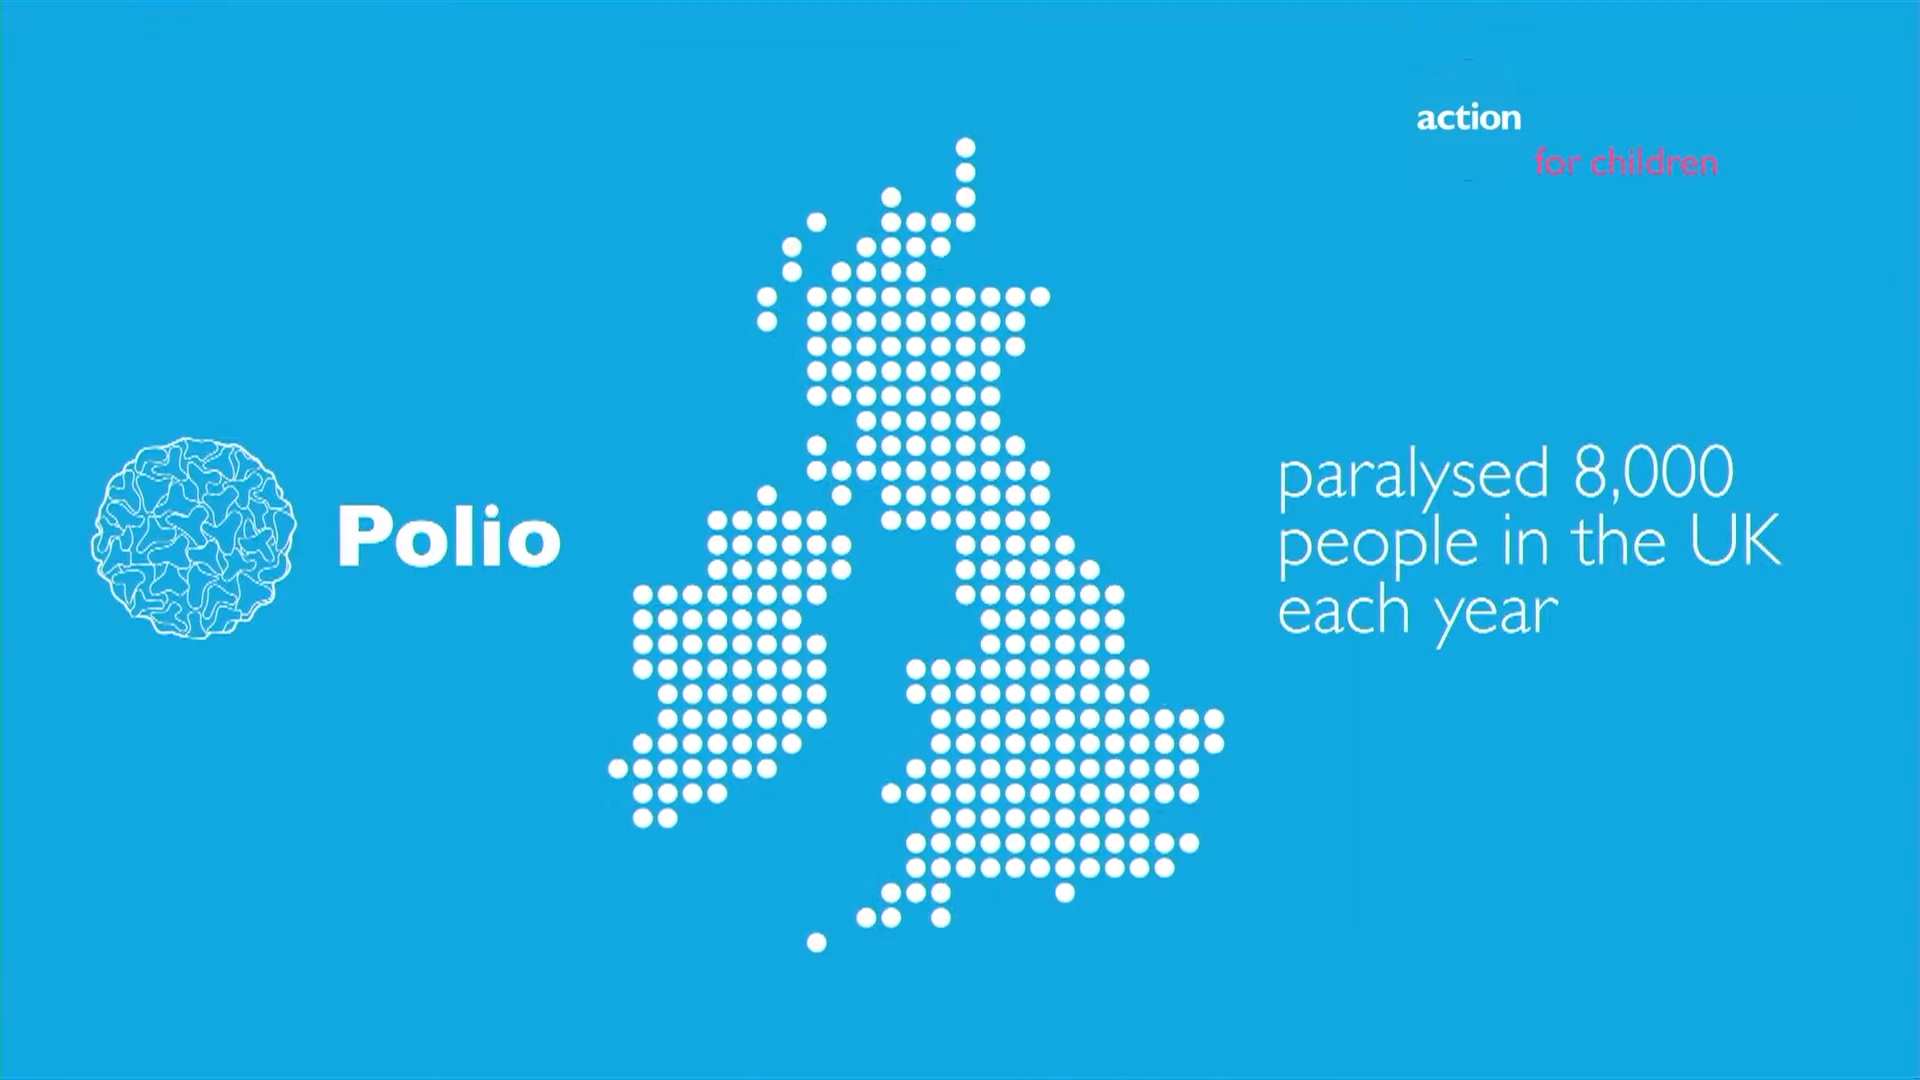 action
for children
Polio
paralysed 8,000
people in the UK
each year